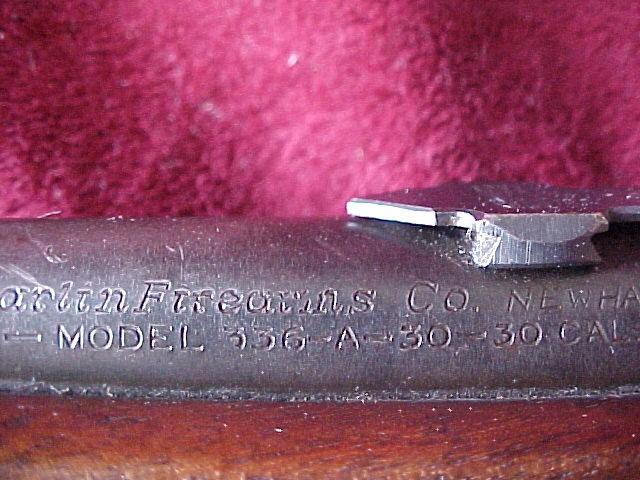 arlin Firearms Co. NEWHA
— MODEL 336-A-30-30 CAL.